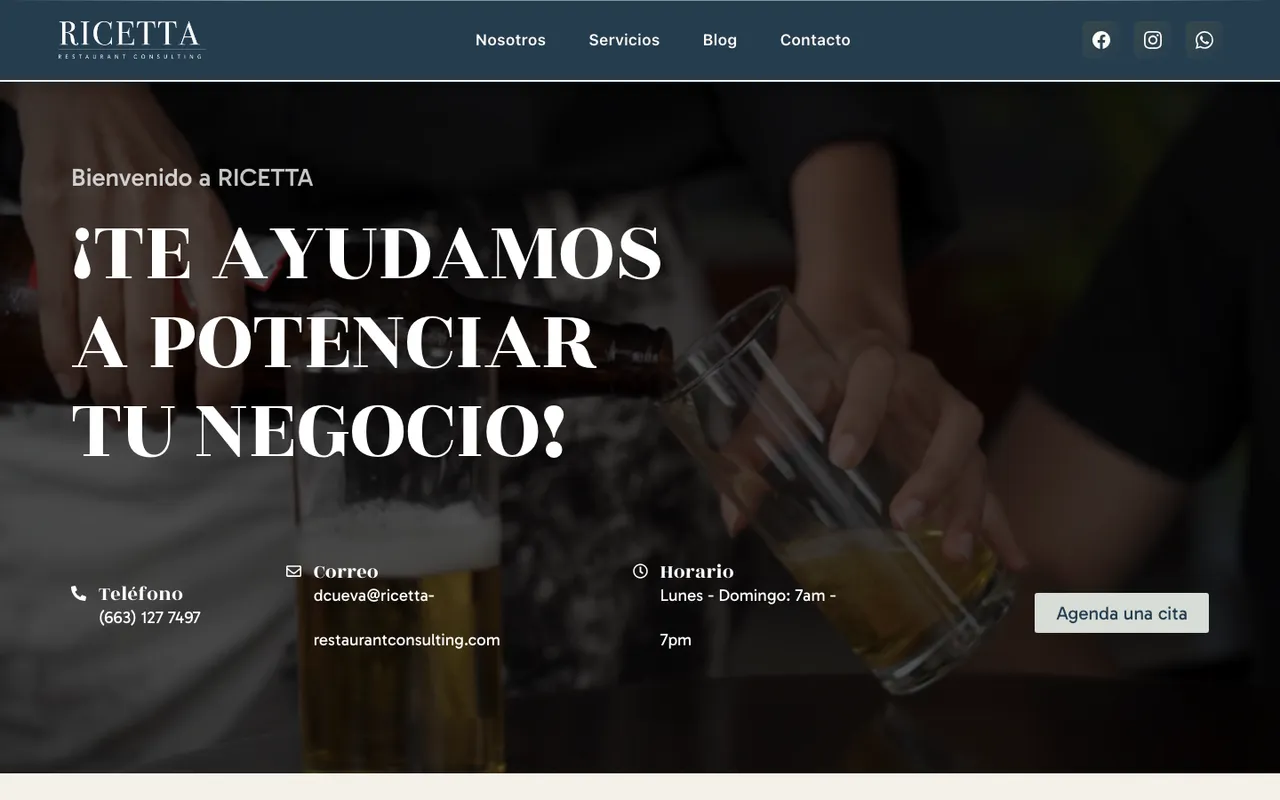 RICETTA
RESTAURANT CONSULTING
Nosotros
Servicios
Blog
Contacto
Bienvenido a RICETTA
¡TE AYUDAMOS
A POTENCIAR
TU NEGOCIO!
Teléfono
(663) 127 7497
Correo
dcueva@ricetta-
restaurantconsulting.com
Horario
Lunes - Domingo: 7am -
7pm
Agenda una cita